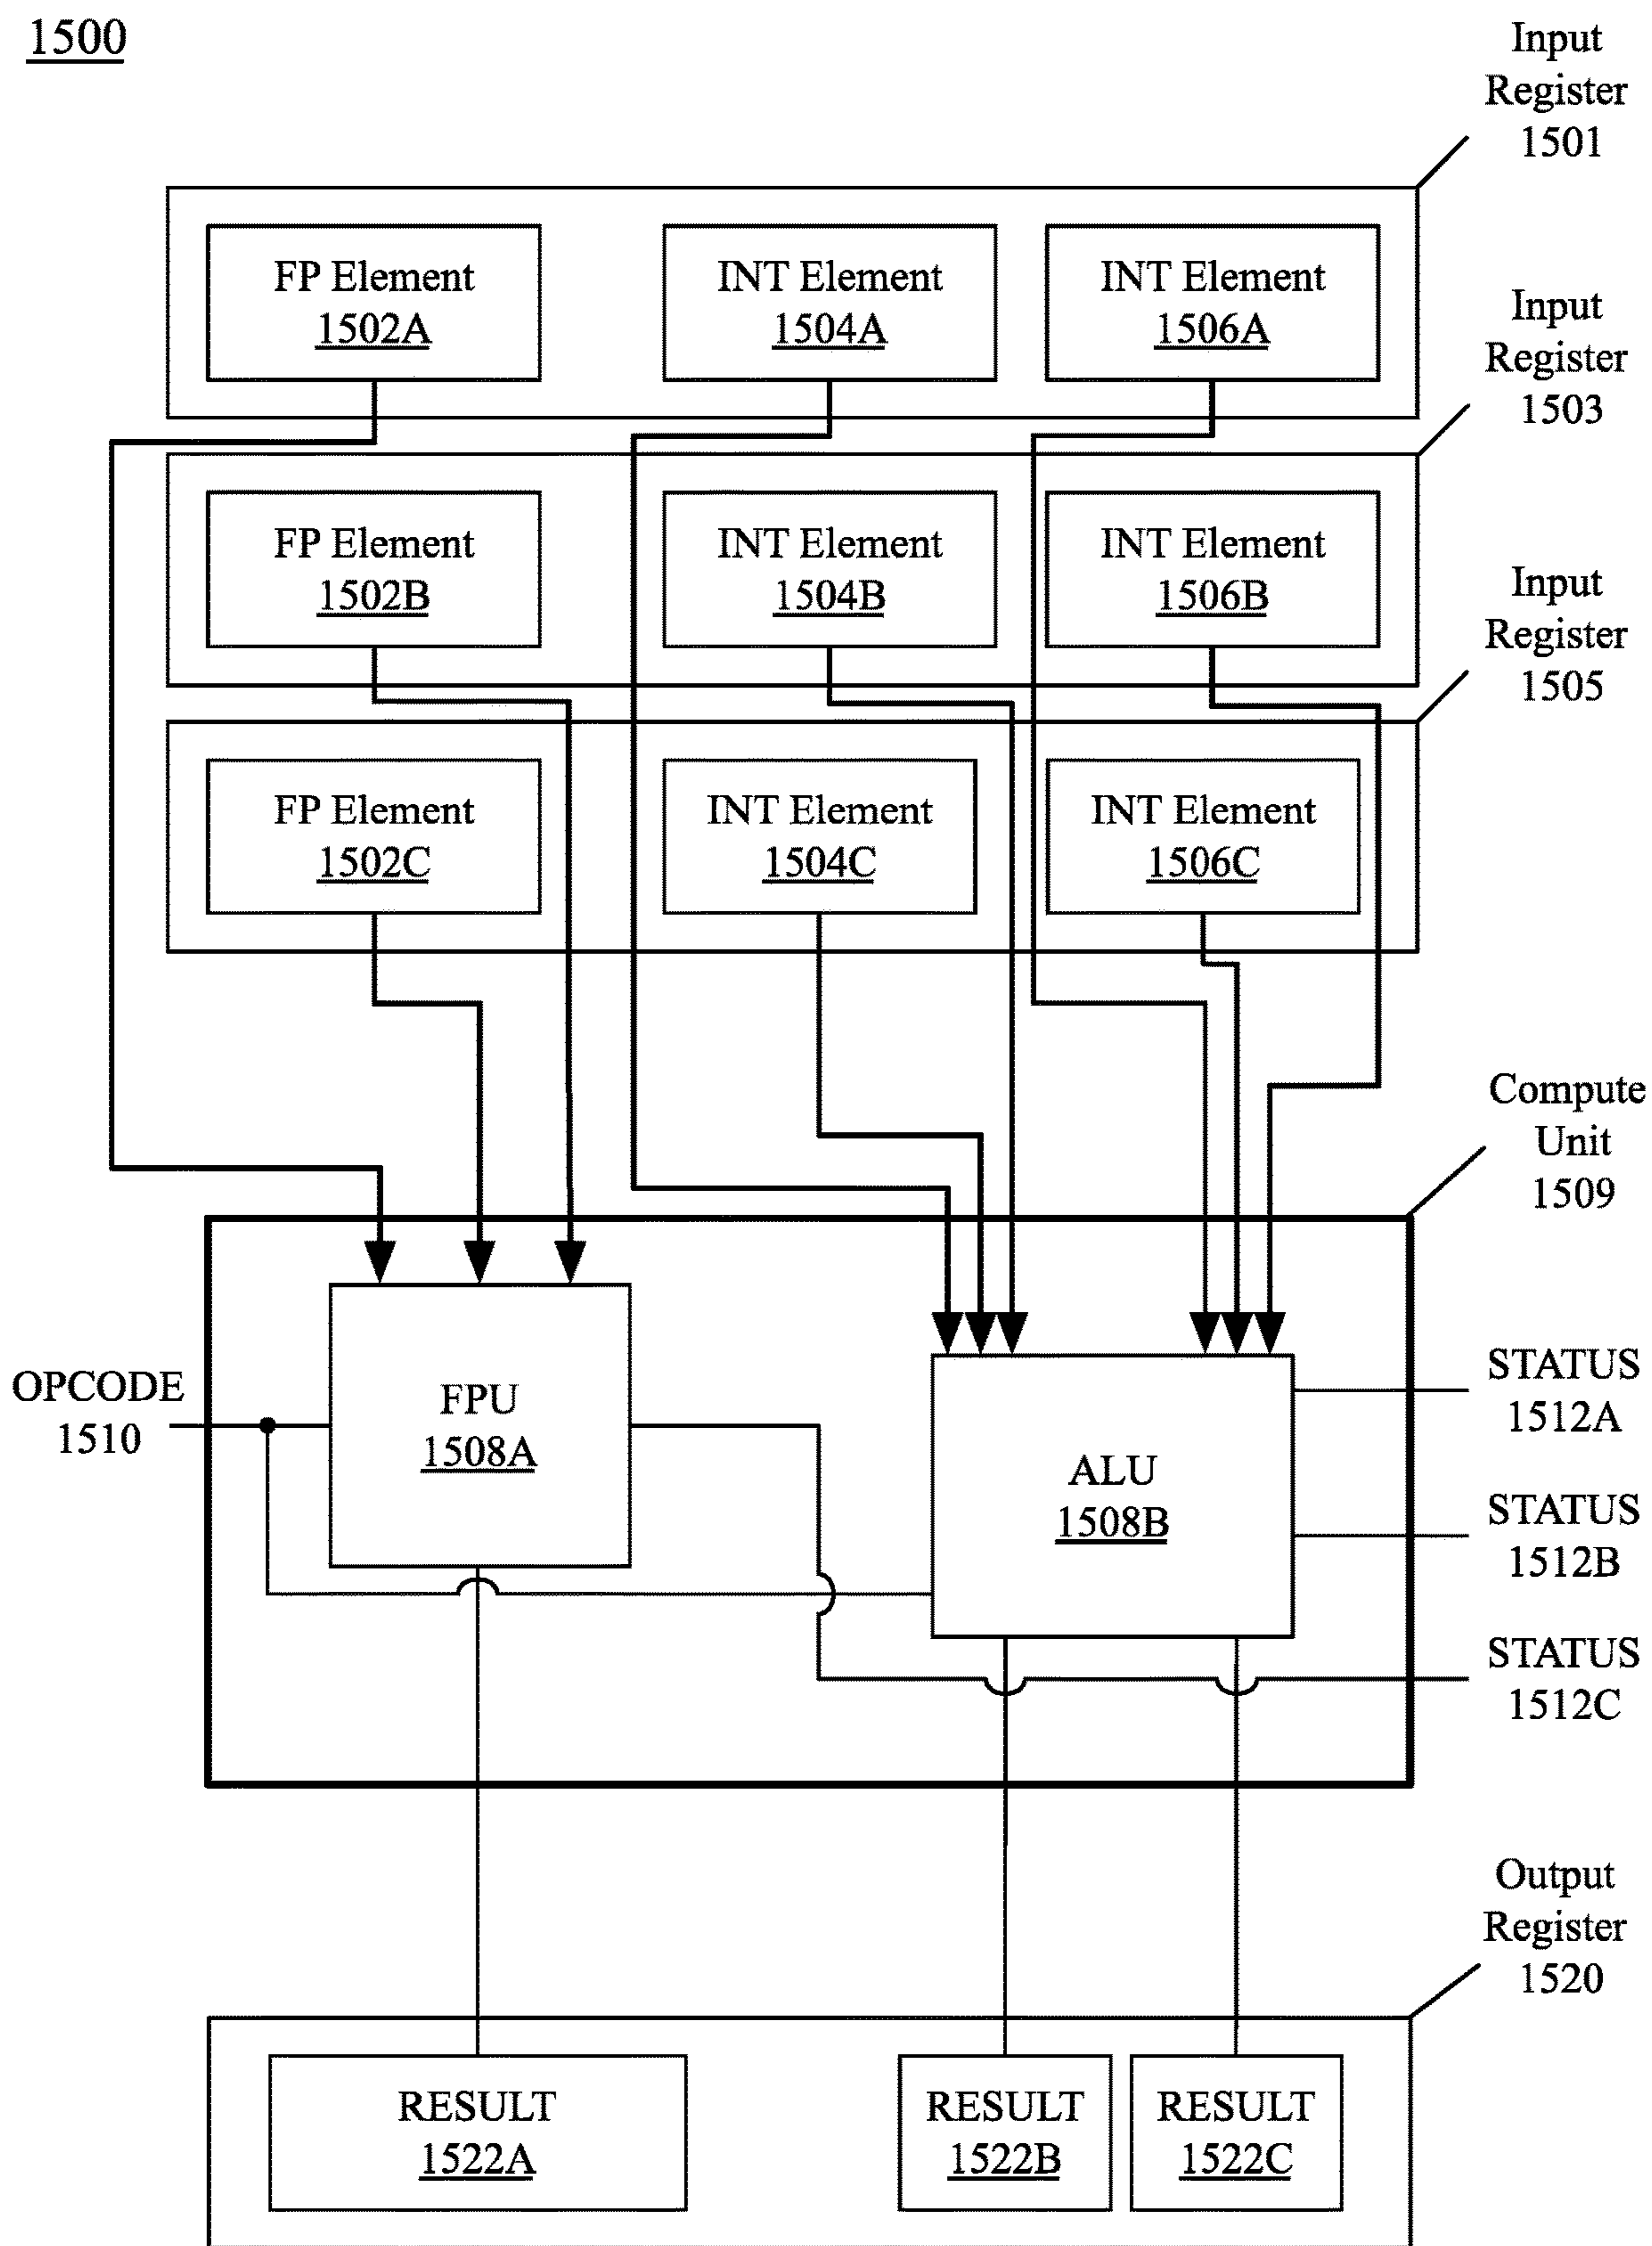 1500
Input
Register
1501
FP Element
1502A
INT Element
1504A
INT Element
1506A
Input
Register
1503
FP Element
1502B
INT Element
1504B
INT Element
1506B
Input
Register
1505
FP Element
1502C
INT Element
1504C
INT Element
1506C
Compute
Unit
1509
OPCODE
1510
FPU
1508A
ALU
1508B
STATUS
1512A
STATUS
1512B
STATUS
1512C
Output
Register
1520
RESULT
1522A
RESULT
1522B
RESULT
1522C